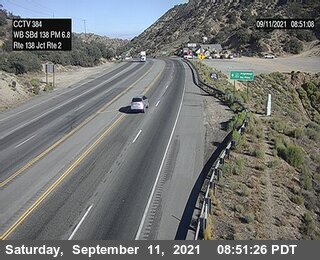 CCTV 384
WB SBd 138 PM 6.8
Rte 138 Jct Rte 2
09/11/2021 08:51:08
Saturday, September 11, 2021 08:51:26 PDT